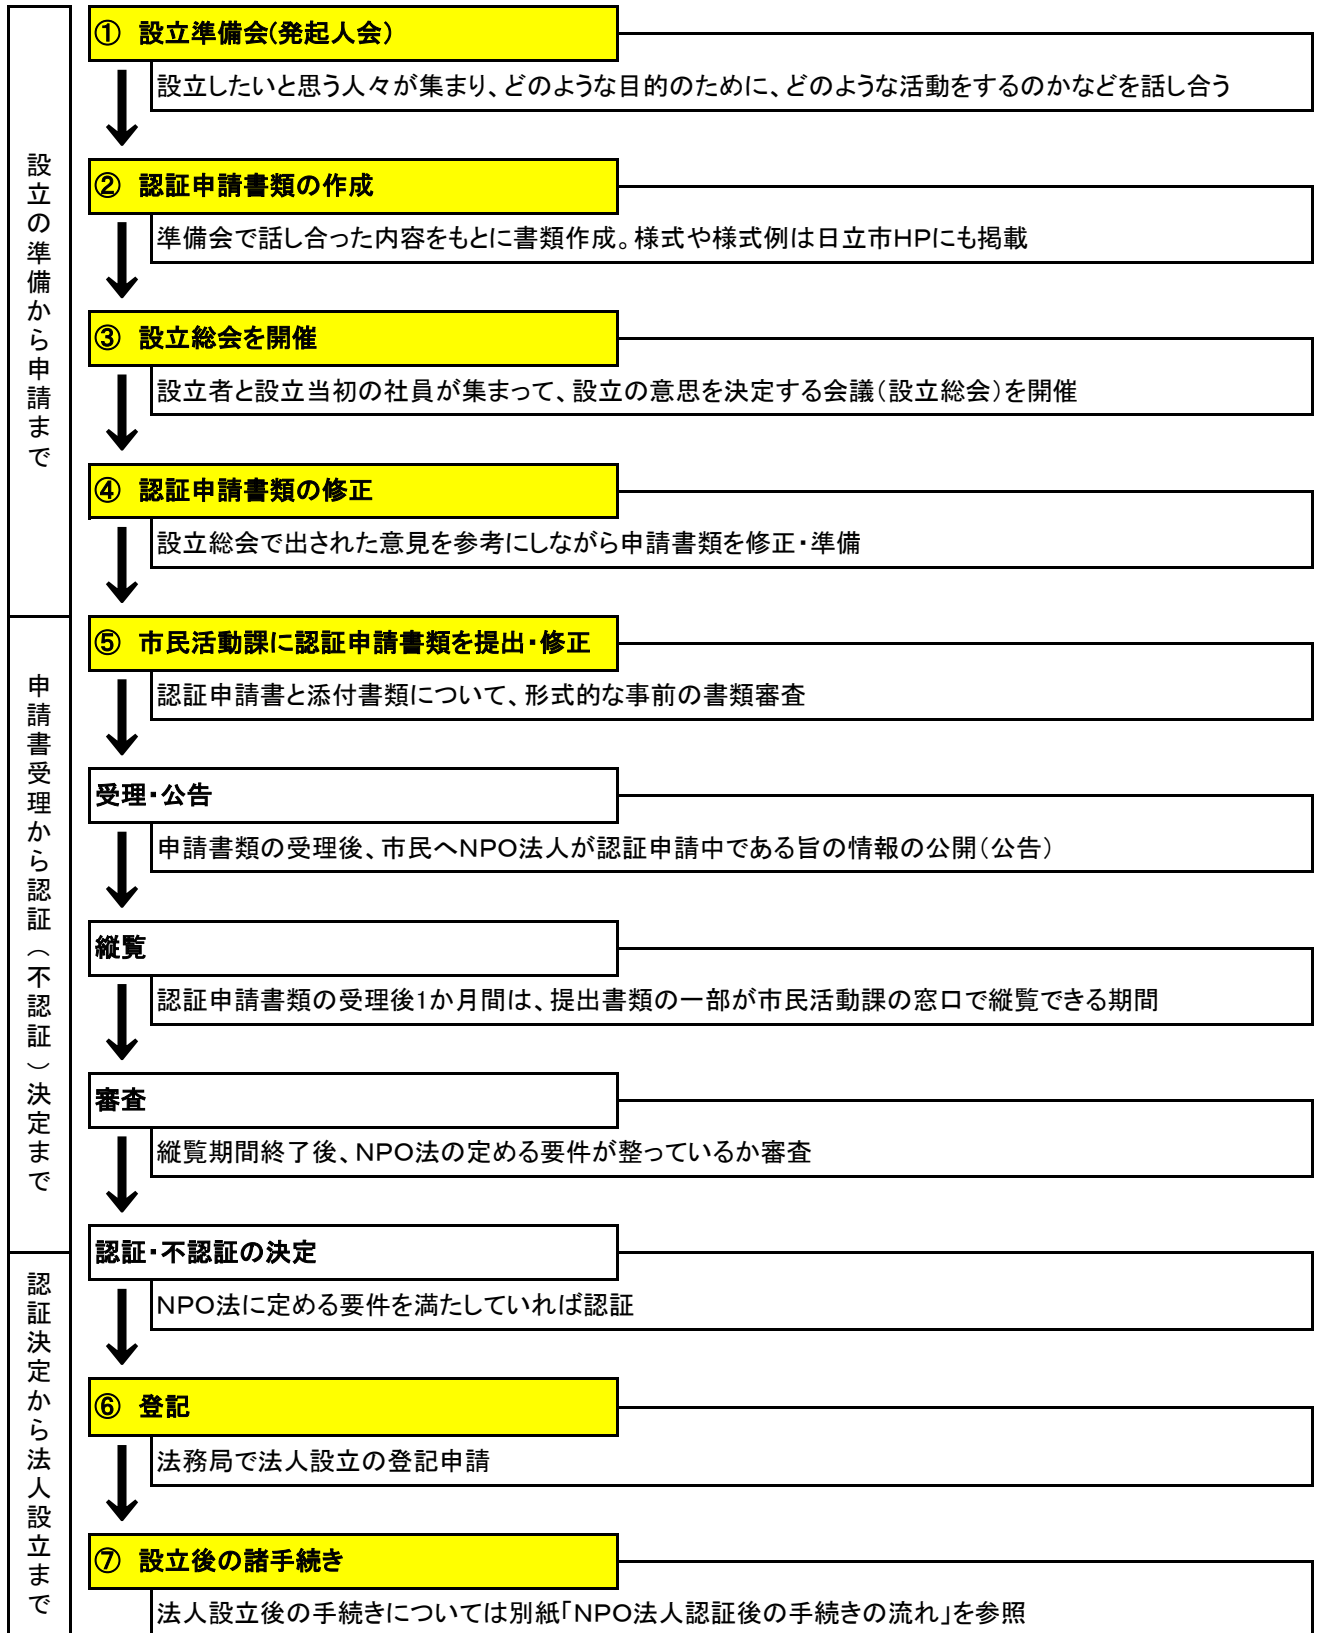 設立の準備から申請まで
① 設立準備会(発起人会)
設立したいと思う人々が集まり、どのような目的のために、どのような活動をするのかなどを話し合う
② 認証申請書類の作成
準備会で話し合った内容をもとに書類作成。様式や様式例は日立市HPにも掲載
③ 設立総会を開催
設立者と設立当初の社員が集まって、設立の意思を決定する会議(設立総会)を開催
④ 認証申請書類の修正
設立総会で出された意見を参考にしながら申請書類を修正・準備
申請書受理から認証(不認証)決定まで
⑤ 市民活動課に認証申請書類を提出・修正
認証申請書と添付書類について、形式的な事前の書類審査
受理・公告
申請書類の受理後、市民へNPO法人が認証申請中である旨の情報の公開(公告)
縦覧
認証申請書類の受理後1か月間は、提出書類の一部が市民活動課の窓口で縦覧できる期間
審査
縦覧期間終了後、NPO法の定める要件が整っているか審査
認証・不認証の決定
NPO法に定める要件を満たしていれば認証
認証決定から法人設立まで
⑥ 登記
法務局で法人設立の登記申請
⑦ 設立後の諸手続き
法人設立後の手続きについては別紙「NPO法人認証後の手続きの流れ」を参照